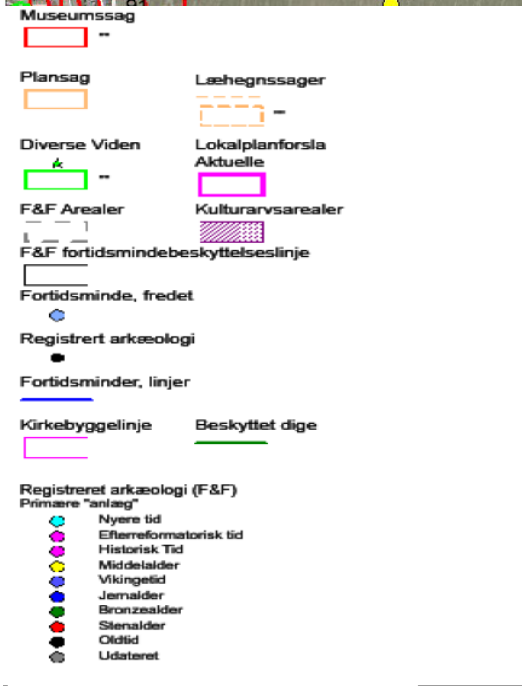 91
Museumssag
Plansag
Læhegnssager
Diverse Viden
Lokalplanforsla
Aktuelle
F&F Arealer
Kulturarvsarealer
F&F fortidsmindebeskyttelseslinje
Fortidsminde, fredet
Registrert arkæologi
Fortidsminder, linjer
Kirkebyggelinje
Beskyttet dige
Registreret arkæologi (F&F)
Primære "anlæg"
Nyere tid
Efterreformatorisk tid
Historisk Tid
Middelalder
Vikingetid
Jernalder
Bronzealder
Stenalder
Oldtid
Udateret